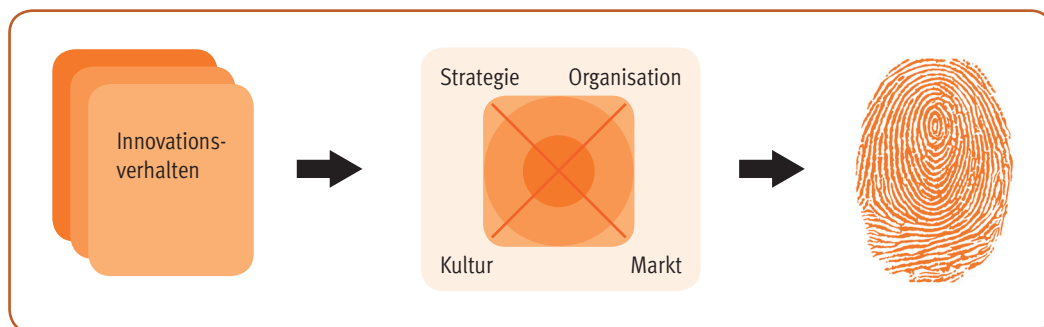 Innovations-
verhalten
Strategie Organisation
Kultur Markt